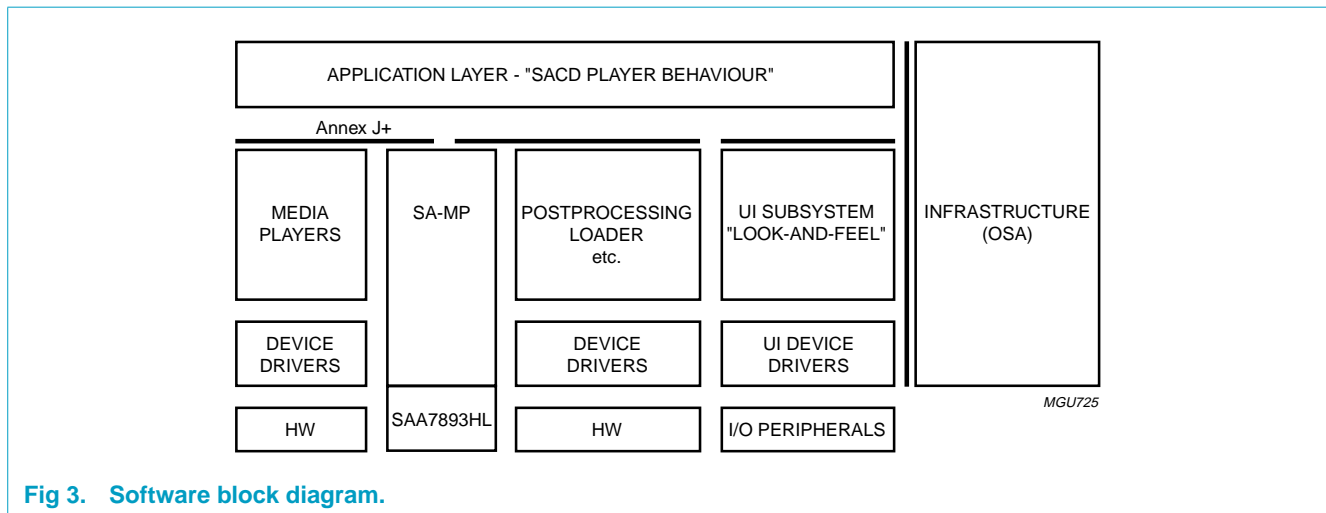 APPLICATION LAYER - "SACD PLAYER BEHAVIOUR"
Annex J+
MEDIA
PLAYERS
SA-MP
POSTPROCESSING
LOADER
etc.
UI SUBSYSTEM
"LOOK-AND-FEEL"
INFRASTRUCTURE
(OSA)
DEVICE
DRIVERS
DEVICE
DRIVERS
UI DEVICE
DRIVERS
HW
SAA7893HL
HW
I/O PERIPHERALS
MGU725
Fig 3. Software block diagram.